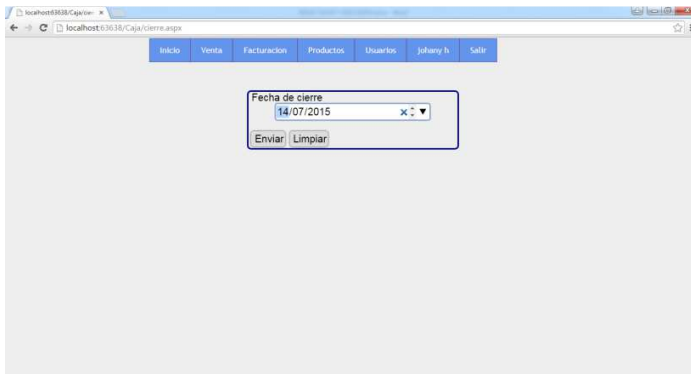 localhost:63638/Caja/cier
localhost:63638/Caja/cierre.aspx
Inicio Venta Facturacion Productos Usuarios johany h Salir
Fecha de cierre
14/07/2015
Enviar Limpiar